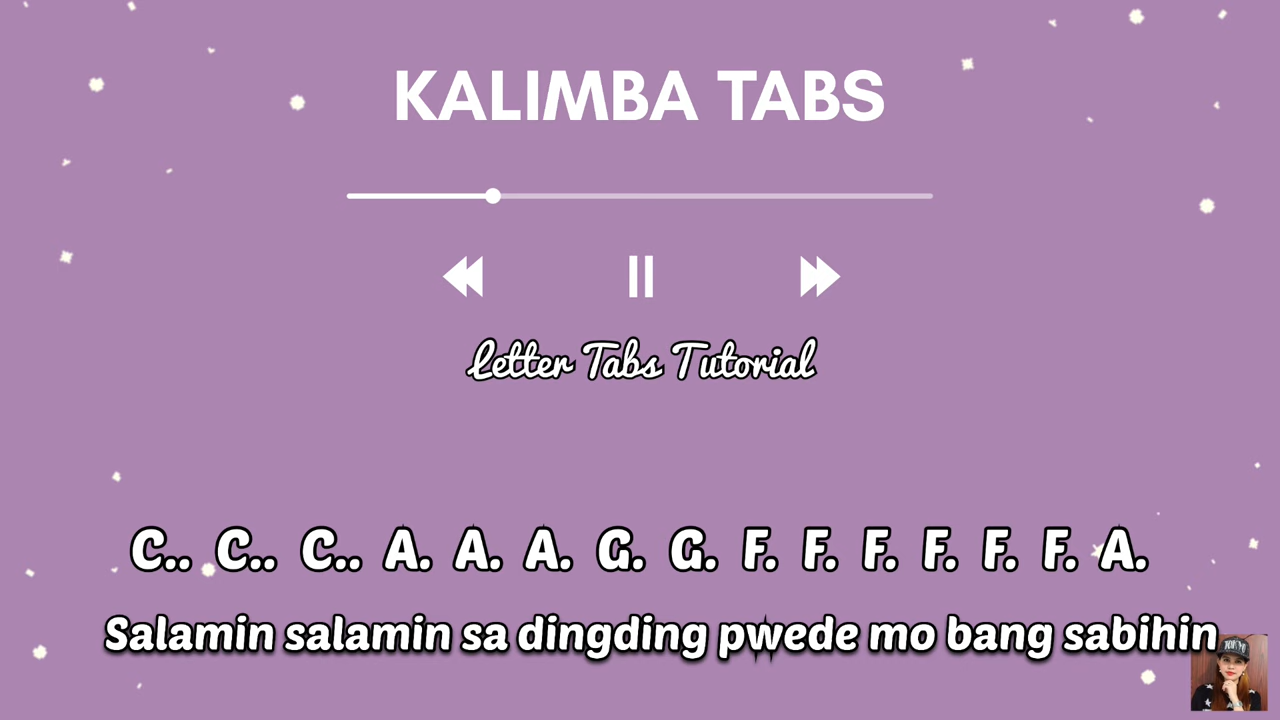 KALIMBA TABS
Letter Tabs Tutorial
C.. C.. C.. A. A. A. G. G. F. F. F. F. F. F. A.
Salamin salamin sa dingding pwede mo bang sabihin